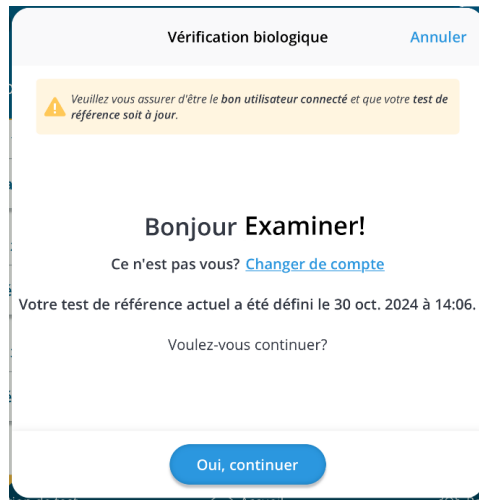 Vérification biologique
Annuler
Veuillez vous assurer d'être le bon utilisateur connecté et que votre test de
référence soit à jour.
Bonjour Examiner!
Ce n'est pas vous? Changer de compte
Votre test de référence actuel a été défini le 30 oct. 2024 à 14:06.
Voulez-vous continuer?
Oui, continuer